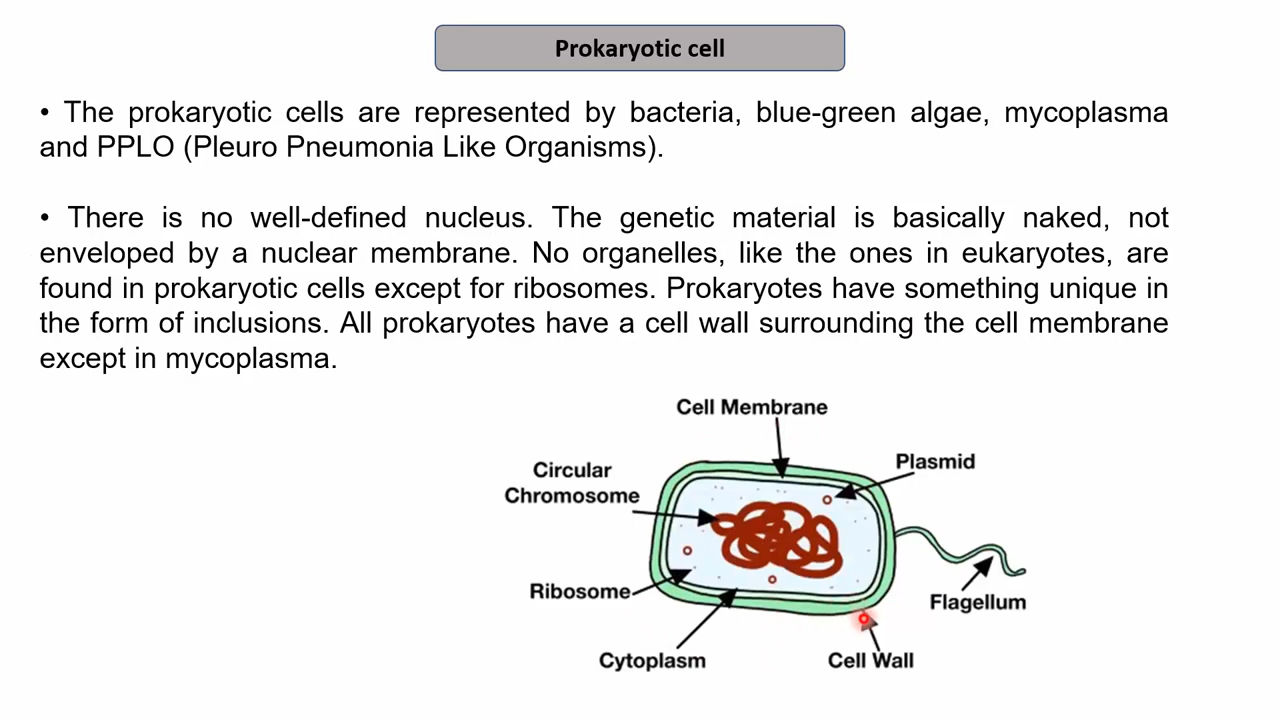 Prokaryotic cell
• The prokaryotic cells are represented by bacteria, blue-green algae, mycoplasma
and PPLO (Pleuro Pneumonia Like Organisms).
• There is no well-defined nucleus. The genetic material is basically naked, not
enveloped by a nuclear membrane. No organelles, like the ones in eukaryotes, are
found in prokaryotic cells except for ribosomes. Prokaryotes have something unique in
the form of inclusions. All prokaryotes have a cell wall surrounding the cell membrane
except in mycoplasma.
Cell Membrane
Plasmid
Circular
Chromosome
Ribosome
Flagellum
Cytoplasm
Cell Wall